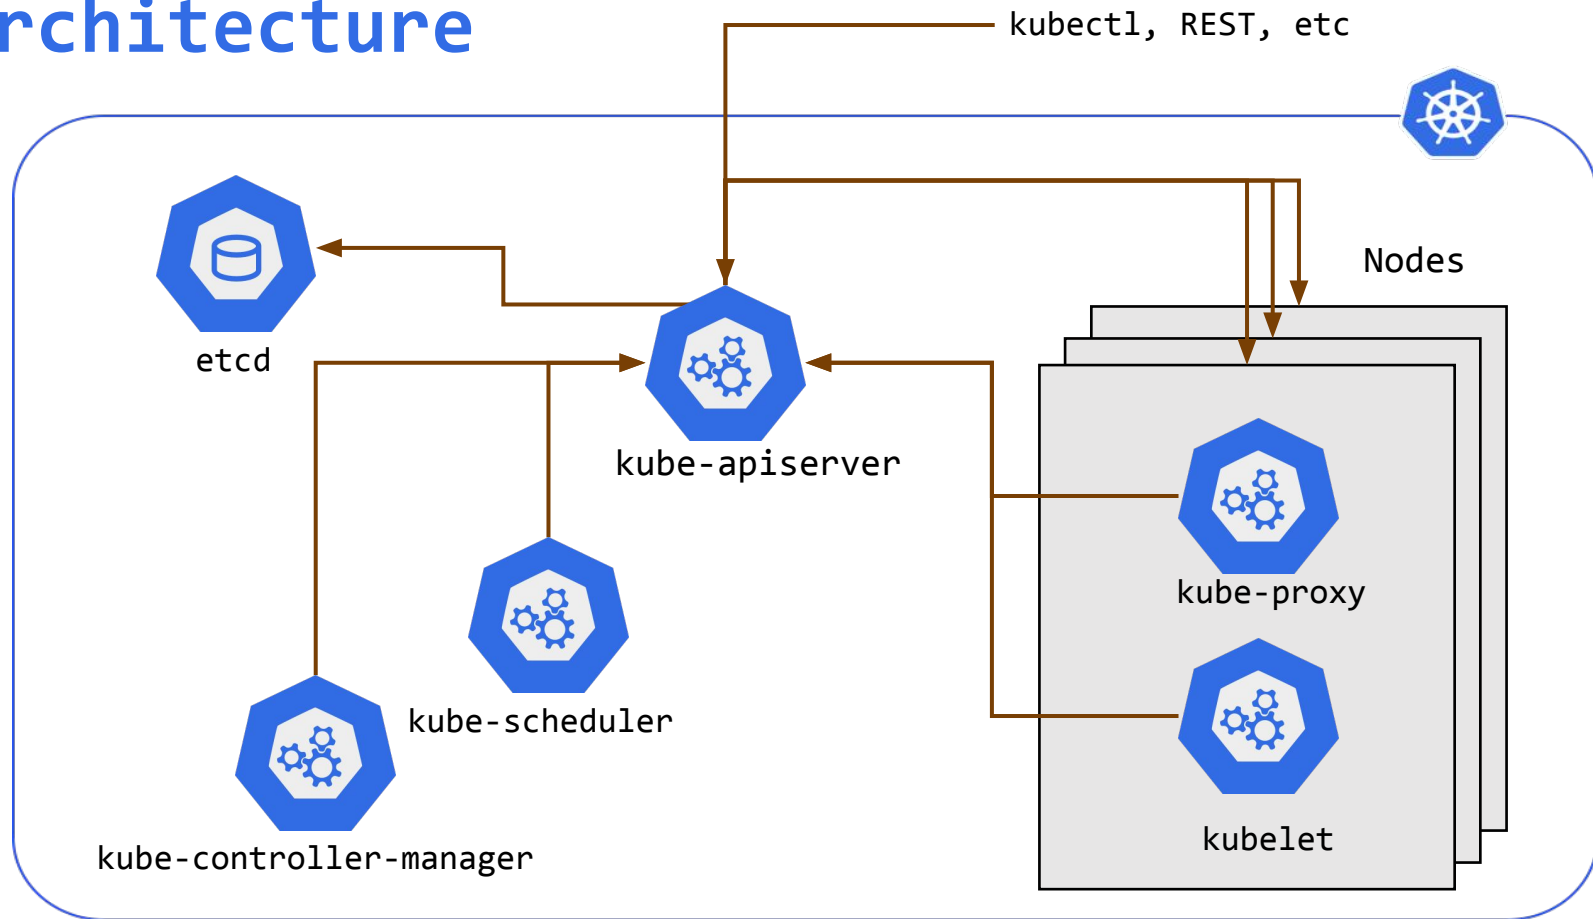 rchitecture
kubectl, REST, etc
Nodes
etcd
kube-apiserver
kube-proxy
kube-scheduler
kubelet
kube-controller-manager